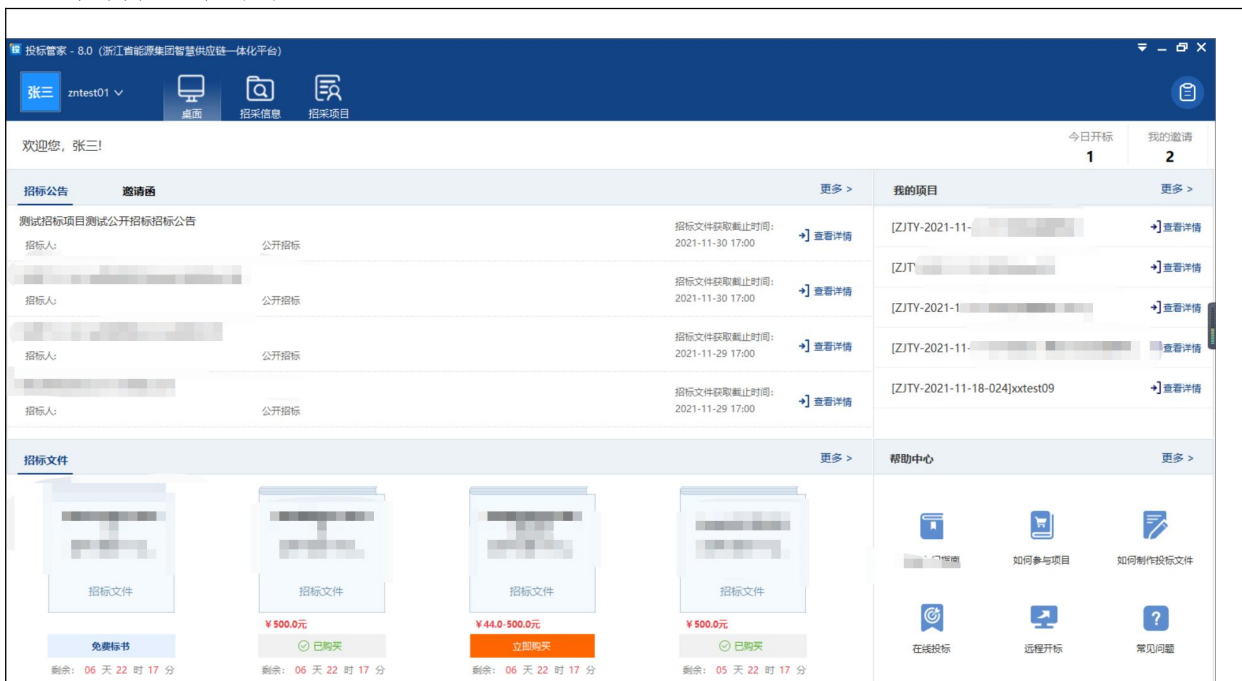 投标管家 - 8.0（浙江省能源集团智慧供应链一体化平台）
张三 zntest01
桌面 招采信息 招采项目
欢迎您，张三!
今日开标 我的邀请
1 2
招标公告 邀请函 更多 >
我的项目 更多 >
测试招标项目测试公开招标招标公告
招标人: 公开招标
招标文件获取截止时间:
2021-11-30 17:00
查看详情
招标人: 公开招标
招标文件获取截止时间:
2021-11-30 17:00
查看详情
招标人: 公开招标
招标文件获取截止时间:
2021-11-29 17:00
查看详情
招标人: 公开招标
招标文件获取截止时间:
2021-11-29 17:00
查看详情
[ZJTY-2021-11- 查看详情
[ZJT 查看详情
[ZJTY-2021-1 查看详情
[ZJTY-2021-11- 查看详情
[ZJTY-2021-11-18-024]xxtest09 查看详情
招标文件 更多 >
招标文件 招标文件 招标文件 招标文件
￥500.0元 ￥44.0-500.0元 ￥500.0元
免费标书 已购买 立即购买 已购买
剩余: 06 天 22 时 17 分 剩余: 06 天 22 时 17 分 剩余: 06 天 22 时 17 分 剩余: 05 天 22 时 17 分
帮助中心 更多 >
指南 如何参与项目 如何制作投标文件
在线投标 远程开标 常见问题